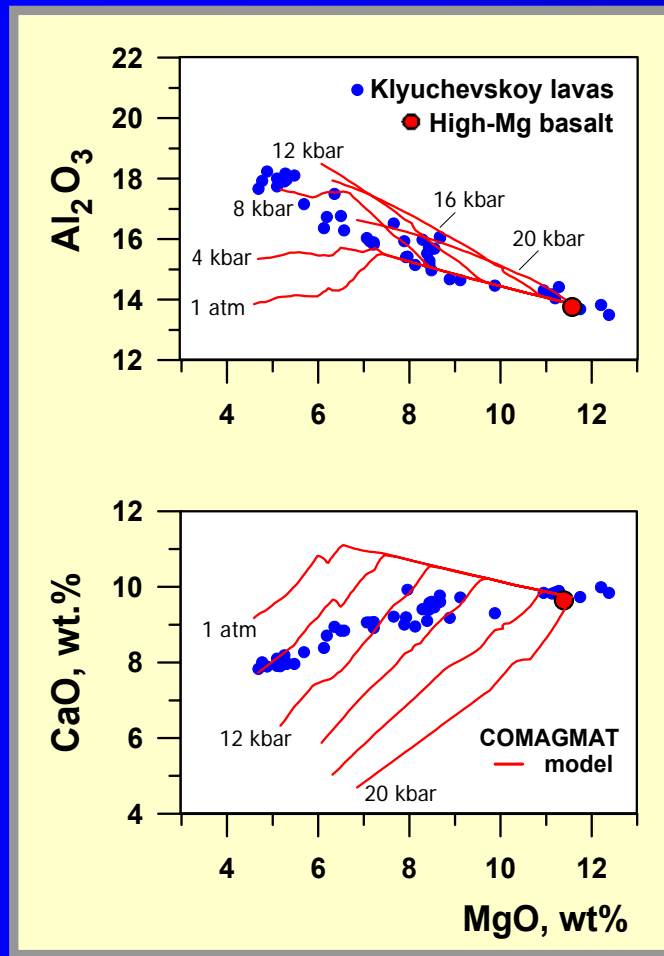 22
20
18
16
14
12
Al2O3
Klyuchevskoy lavas
High-Mg basalt
12 kbar
8 kbar
16 kbar
20 kbar
4 kbar
1 atm
4 6 8 10 12
12
10
8
6
4
CaO, wt.%
1 atm
12 kbar
20 kbar
COMAGMAT
model
4 6 8 10 12
MgO, wt%